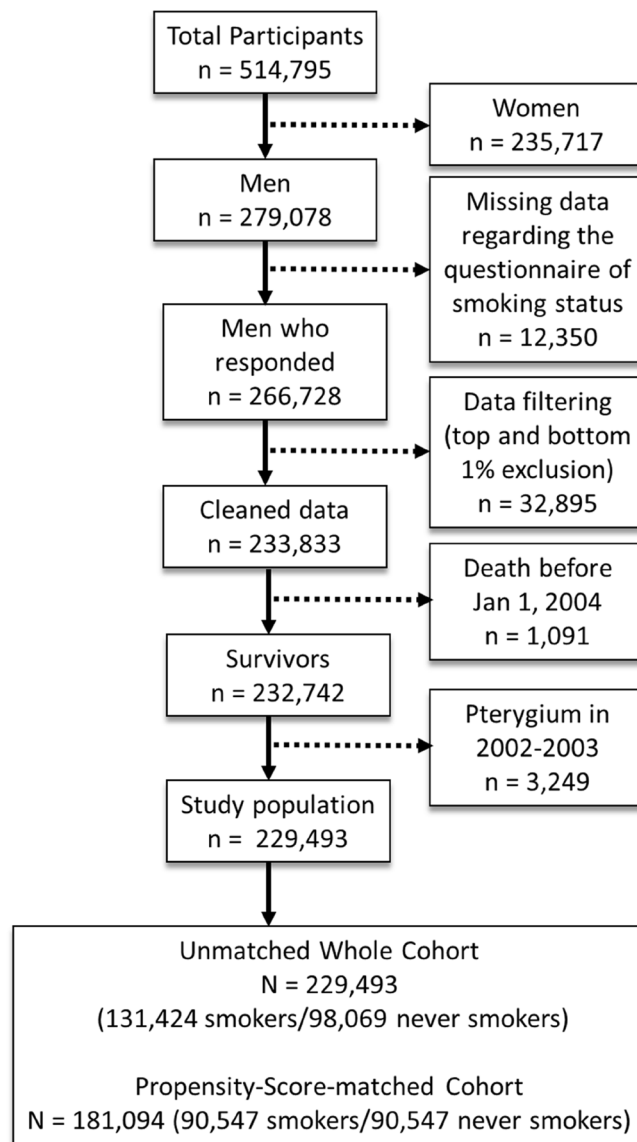 Total Participants
n = 514,795
Women
n = 235,717
Men
n = 279,078
Missing data
regarding the
questionnaire of
smoking status
n = 12,350
Men who
responded
n = 266,728
Data filtering
(top and bottom
1% exclusion)
n = 32,895
Cleaned data
n = 233,833
Death before
Jan 1, 2004
n = 1,091
Survivors
n = 232,742
Pterygium in
2002-2003
n = 3,249
Study population
n =  229,493
Unmatched Whole Cohort
N = 229,493
(131,424 smokers/98,069 never smokers)
Propensity-Score-matched Cohort
N = 181,094 (90,547 smokers/90,547 never smokers)